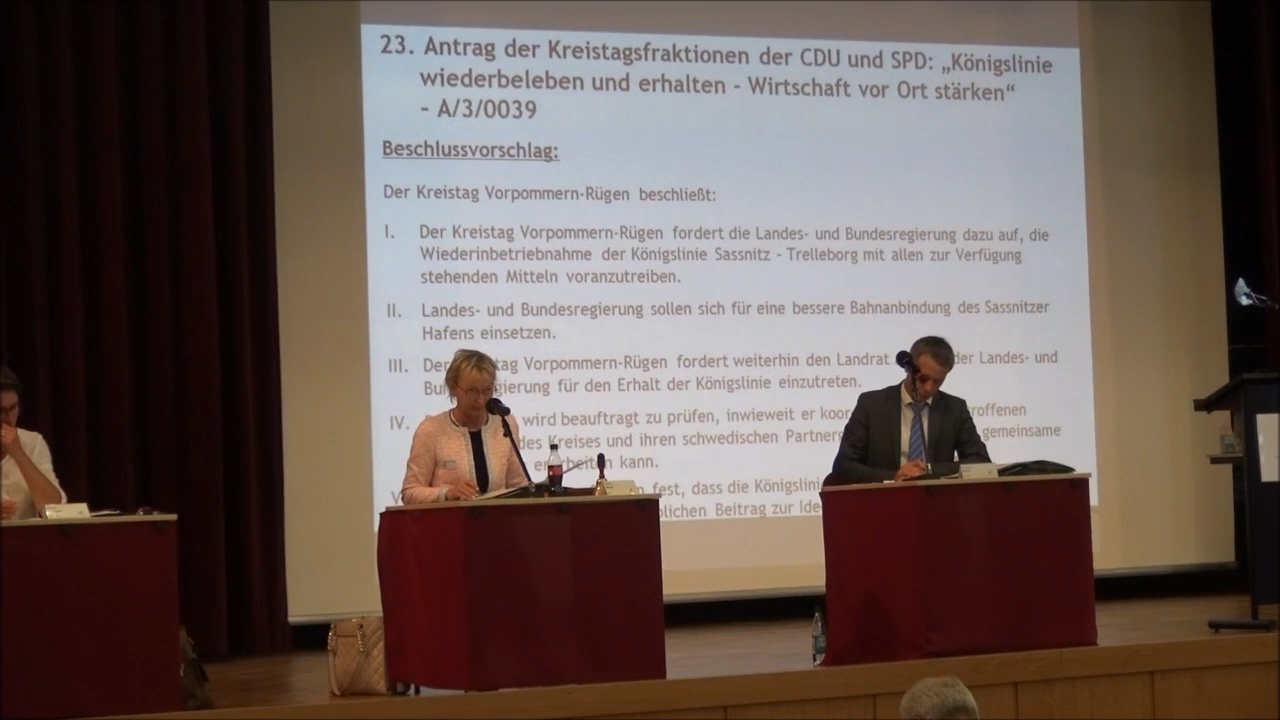 23. Antrag der Kreistagsfraktionen der CDU und SPD: „Königslinie
wiederbeleben und erhalten - Wirtschaft vor Ort stärken“
- A/3/0039
Beschlussvorschlag:
Der Kreistag Vorpommern-Rügen beschließt:
I. Der Kreistag Vorpommern-Rügen fordert die Landes- und Bundesregierung dazu auf, die
Wiederinbetriebnahme der Königslinie Sassnitz - Trelleborg mit allen zur Verfügung
stehenden Mitteln voranzutreiben.
II. Landes- und Bundesregierung sollen sich für eine bessere Bahnanbindung des Sassnitzer
Hafens einsetzen.
III. Vorpommern-Rügen fordert weiterhin den Landrat der Landes- und
für den Erhalt der Königslinie einzutreten.
IV. wird beauftragt zu prüfen, inwieweit er
des Kreises und ihren schwedischen gemeinsame
kann.
fest, dass die
Beitrag zur